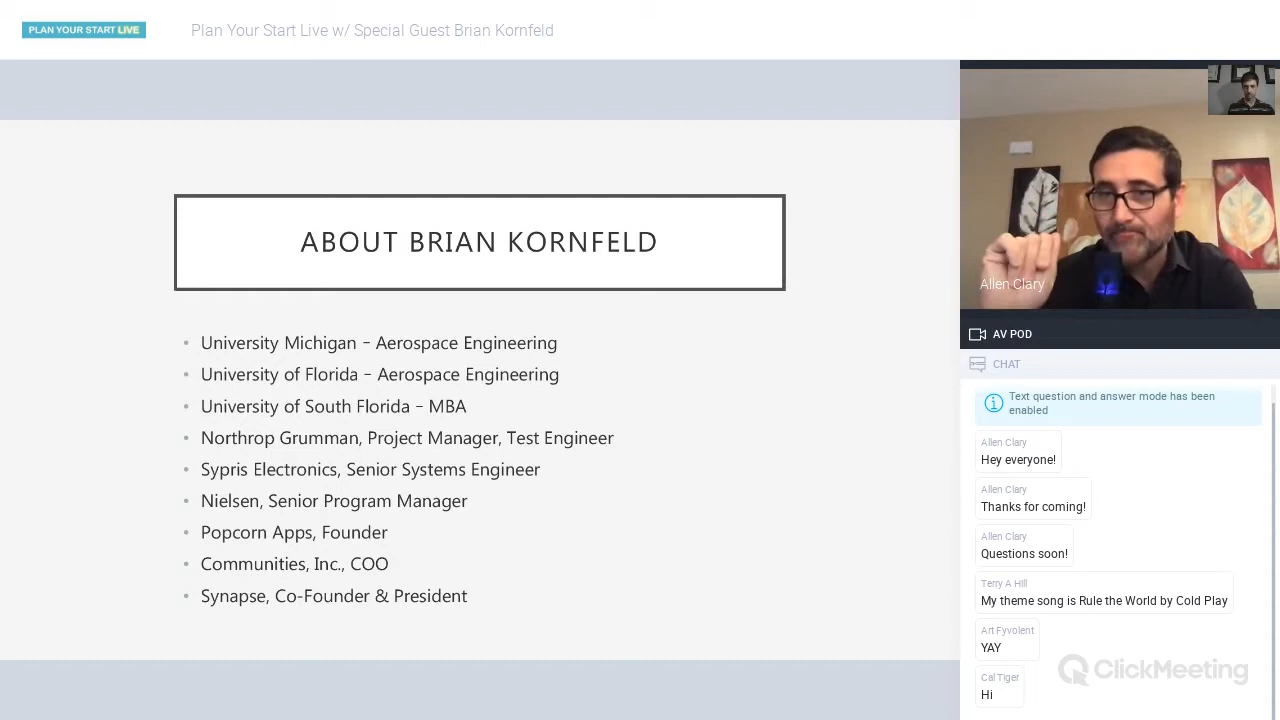 PLAN YOUR START LIVE
Plan Your Start Live w/ Special Guest Brian Kornfeld
ABOUT BRIAN KORNFELD
• University Michigan – Aerospace Engineering
• University of Florida – Aerospace Engineering
• University of South Florida – MBA
• Northrop Grumman, Project Manager, Test Engineer
• Sypris Electronics, Senior Systems Engineer
• Nielsen, Senior Program Manager
• Popcorn Apps, Founder
• Communities, Inc., COO
• Synapse, Co-Founder & President
Allen Clary
AV POD
CHAT
Text question and answer mode has been
enabled
Allen Clary
Hey everyone!
Allen Clary
Thanks for coming!
Allen Clary
Questions soon!
Terry A Hill
My theme song is Rule the World by Cold Play
Art Fyvolent
YAY
Cal Tiger
Hi
ClickMeeting